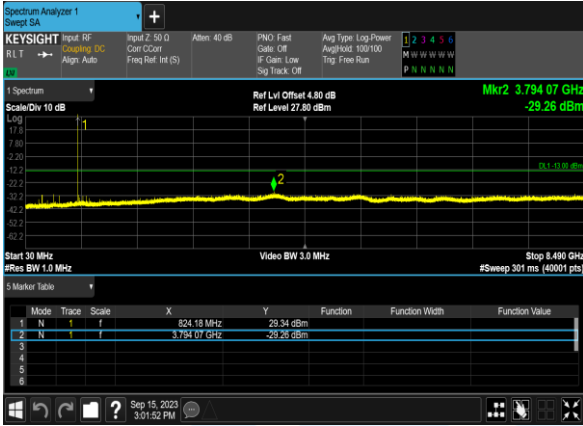 Spectrum Analyzer 1
Swept SA
+
KEYSIGHT Input: RF Input Z: 50 Ω Atten: 40 dB PNO: Fast Avg Type: Log-Power 1 2 3 4 5 6
RLT Coupling: DC Corr CCorr Gate: Off Avg|Hold: 100/100 M W W W W W
Align: Auto Freq Ref: Int (S) IF Gain: Low Trig: Free Run P N N N N N
Sig Track: Off
1 Spectrum Ref Lvl Offset 4.80 dB Mkr2 3.794 07 GHz
Scale/Div 10 dB Ref Level 27.80 dBm -29.26 dBm
Log
17.8 1
7.80
-2.20
-12.2 DL1 -13.00 dBm
-22.2 2
-32.2
-42.2
-52.2
-62.2
Start 30 MHz Video BW 3.0 MHz Stop 8.490 GHz
#Res BW 1.0 MHz #Sweep 301 ms (40001 pts)
5 Marker Table
Mode Trace Scale X Y Function Function Width Function Value
1 N 1 f 824.18 MHz 29.34 dBm
2 N 1 f 3.794 07 GHz -29.26 dBm
3
4
5
6
? Sep 15, 2023
3:01:52 PM